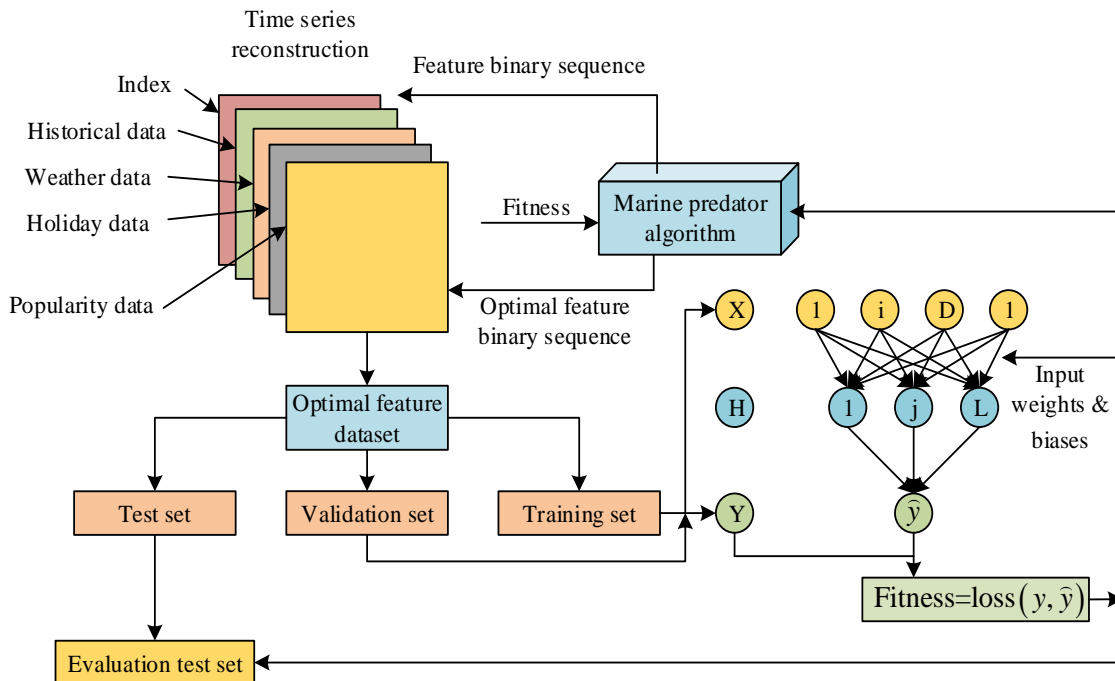 Time series
reconstruction
Index
Historical data
Weather data
Holiday data
Popularity data
Feature binary sequence
Fitness
Marine predator
algorithm
Optimal feature
binary sequence
X
1 i D 1
Input
weights &
biases
H
1 j L
Optimal feature
dataset
Test set
Validation set
Training set
Y
ŷ
Fitness=loss(y, ŷ)
Evaluation test set